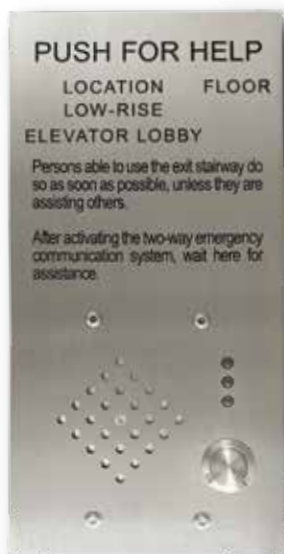 PUSH FOR HELP
LOCATION FLOOR
LOW-RISE
ELEVATOR LOBBY
Persons able to use the exit stairway do
so as soon as possible, unless they are
assisting others.
After activating the two-way emergency
communication system, wait here for
assistance.